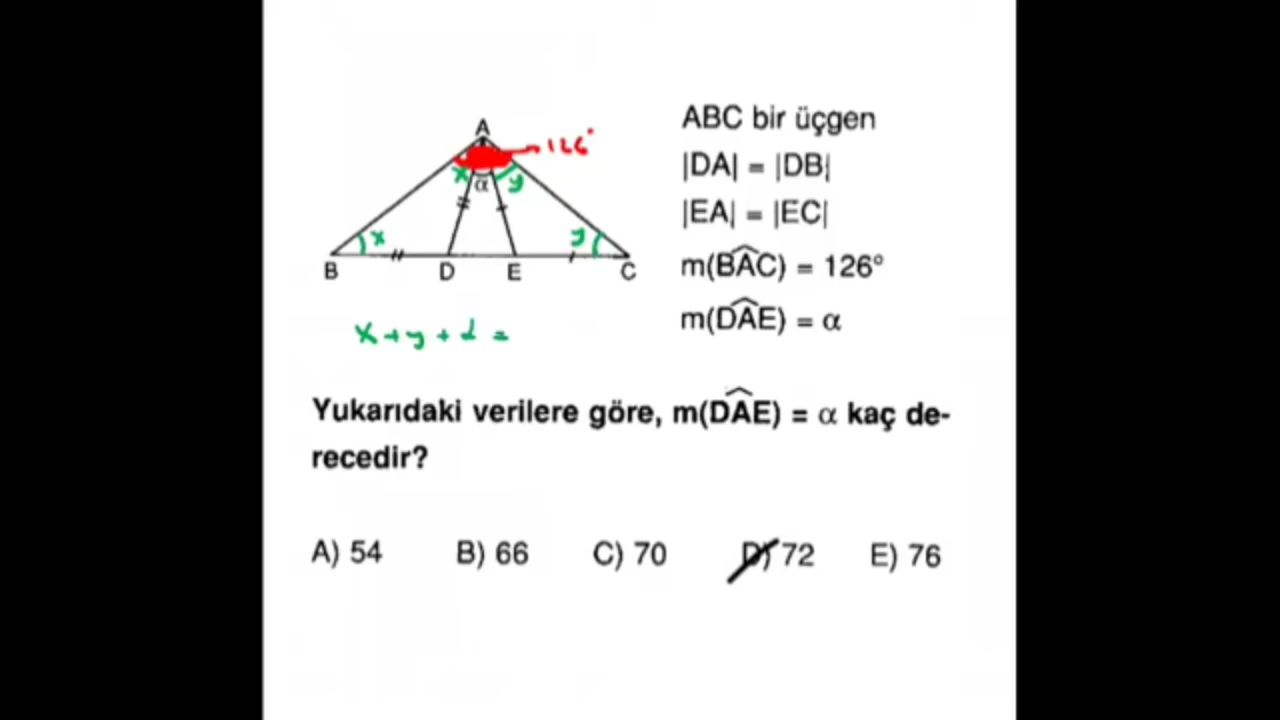 A
126°
x α y
x y
B D E C
x + y + α =
ABC bir üçgen
|DA| = |DB|
|EA| = |EC|
m(BAC) = 126°
m(DAE) = α
Yukarıdaki verilere göre, m(DAE) = α kaç de-
recedir?
A) 54 B) 66 C) 70 D) 72 E) 76